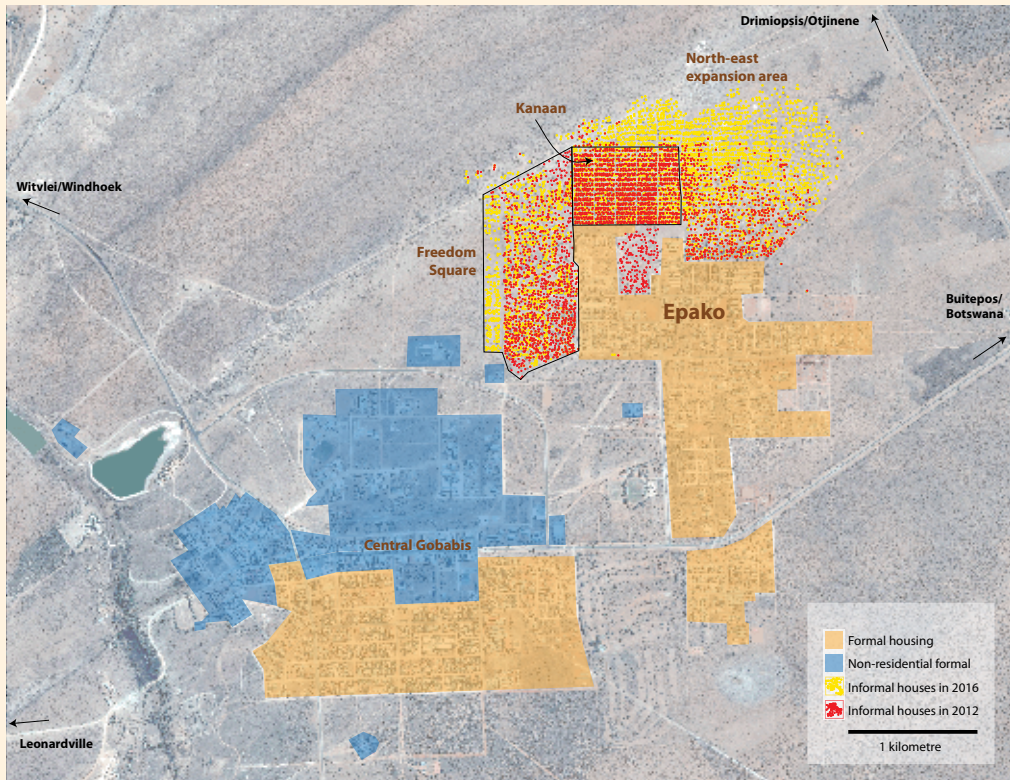 Drimiopsis/Otjinene
North-east
expansion area
Kanaan
Witvlei/Windhoek
Freedom
Square
Buitepos/
Botswana
Epako
Central Gobabis
Formal housing
Non-residential formal
Informal houses in 2016
Informal houses in 2012
1 kilometre
Leonardville